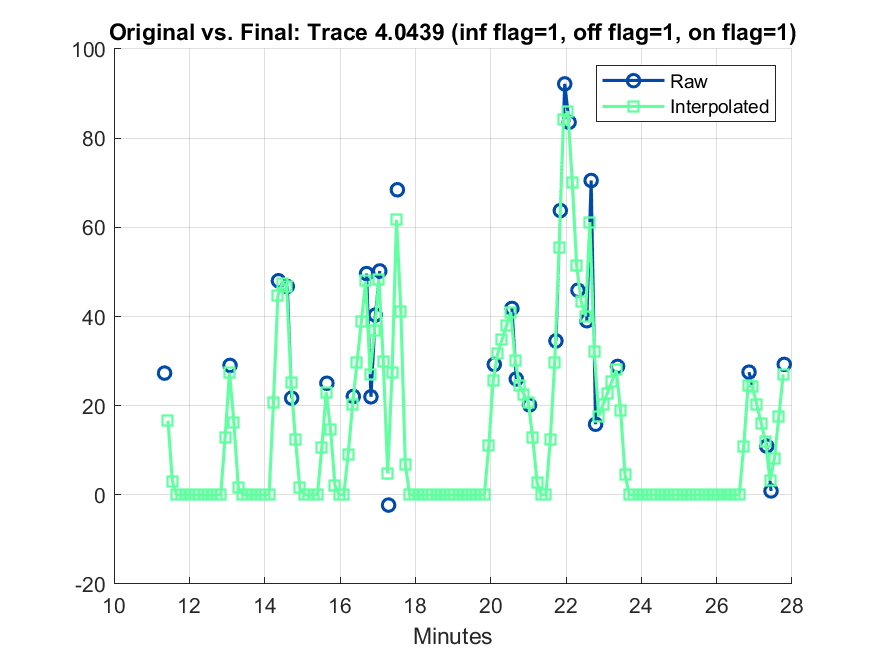 Original vs. Final: Trace 4.0439 (inf flag=1, off flag=1, on flag=1)
100
80
60
40
20
0
-20
Raw
Interpolated
10 12 14 16 18 20 22 24 26 28
Minutes